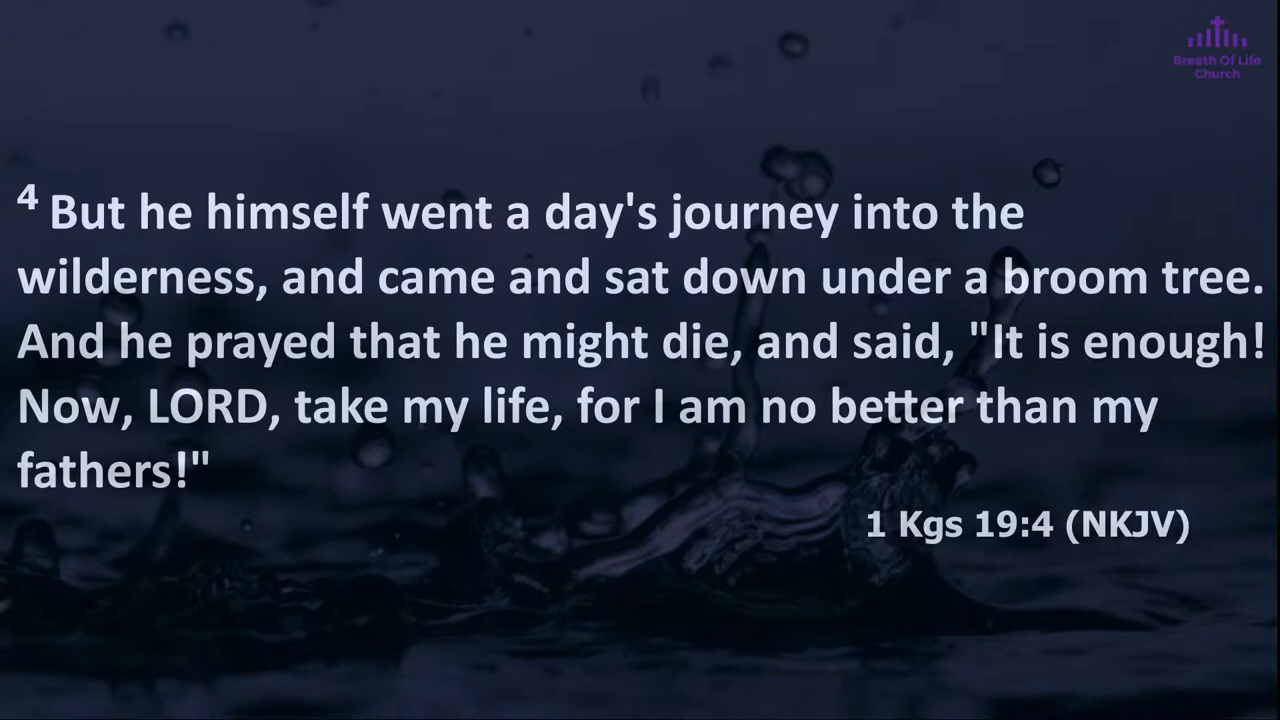 Breath Of Life
Church
4 But he himself went a day's journey into the
wilderness, and came and sat down under a broom tree.
And he prayed that he might die, and said, "It is enough!
Now, LORD, take my life, for I am no better than my
fathers!"
1 Kgs 19:4 (NKJV)